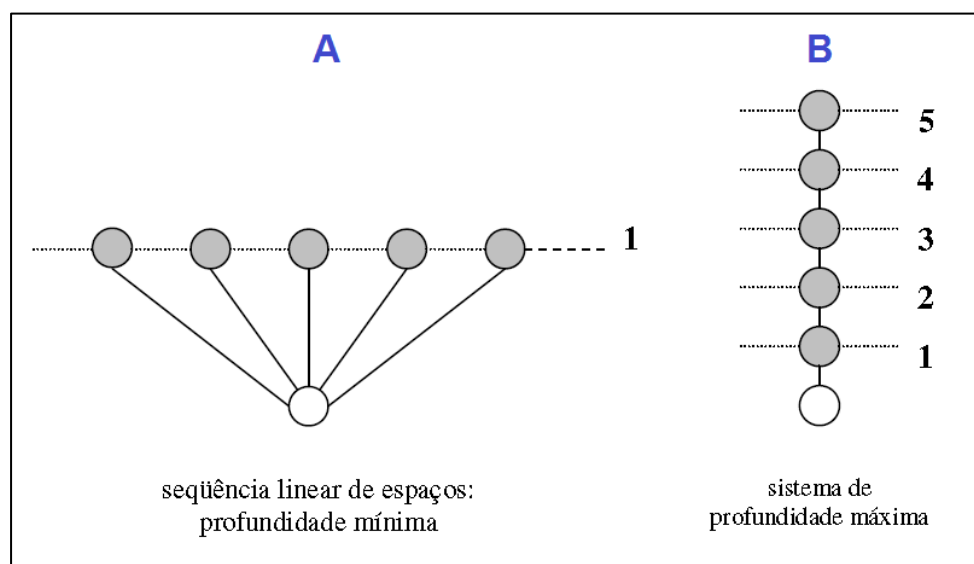 A
B
5
4
3
2
1
1
seqüência linear de espaços:
profundidade mínima
sistema de
profundidade máxima